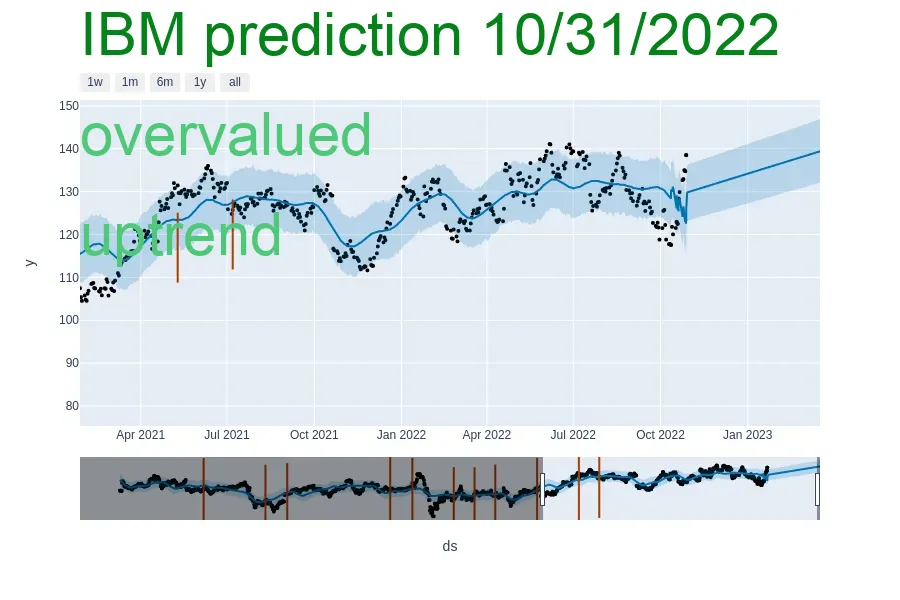 IBM prediction 10/31/2022
1w 1m 6m 1y all
150
overvalued
140
130
uptrend
120
y
110
100
90
80
Apr 2021 Jul 2021 Oct 2021 Jan 2022 Apr 2022 Jul 2022 Oct 2022 Jan 2023
ds